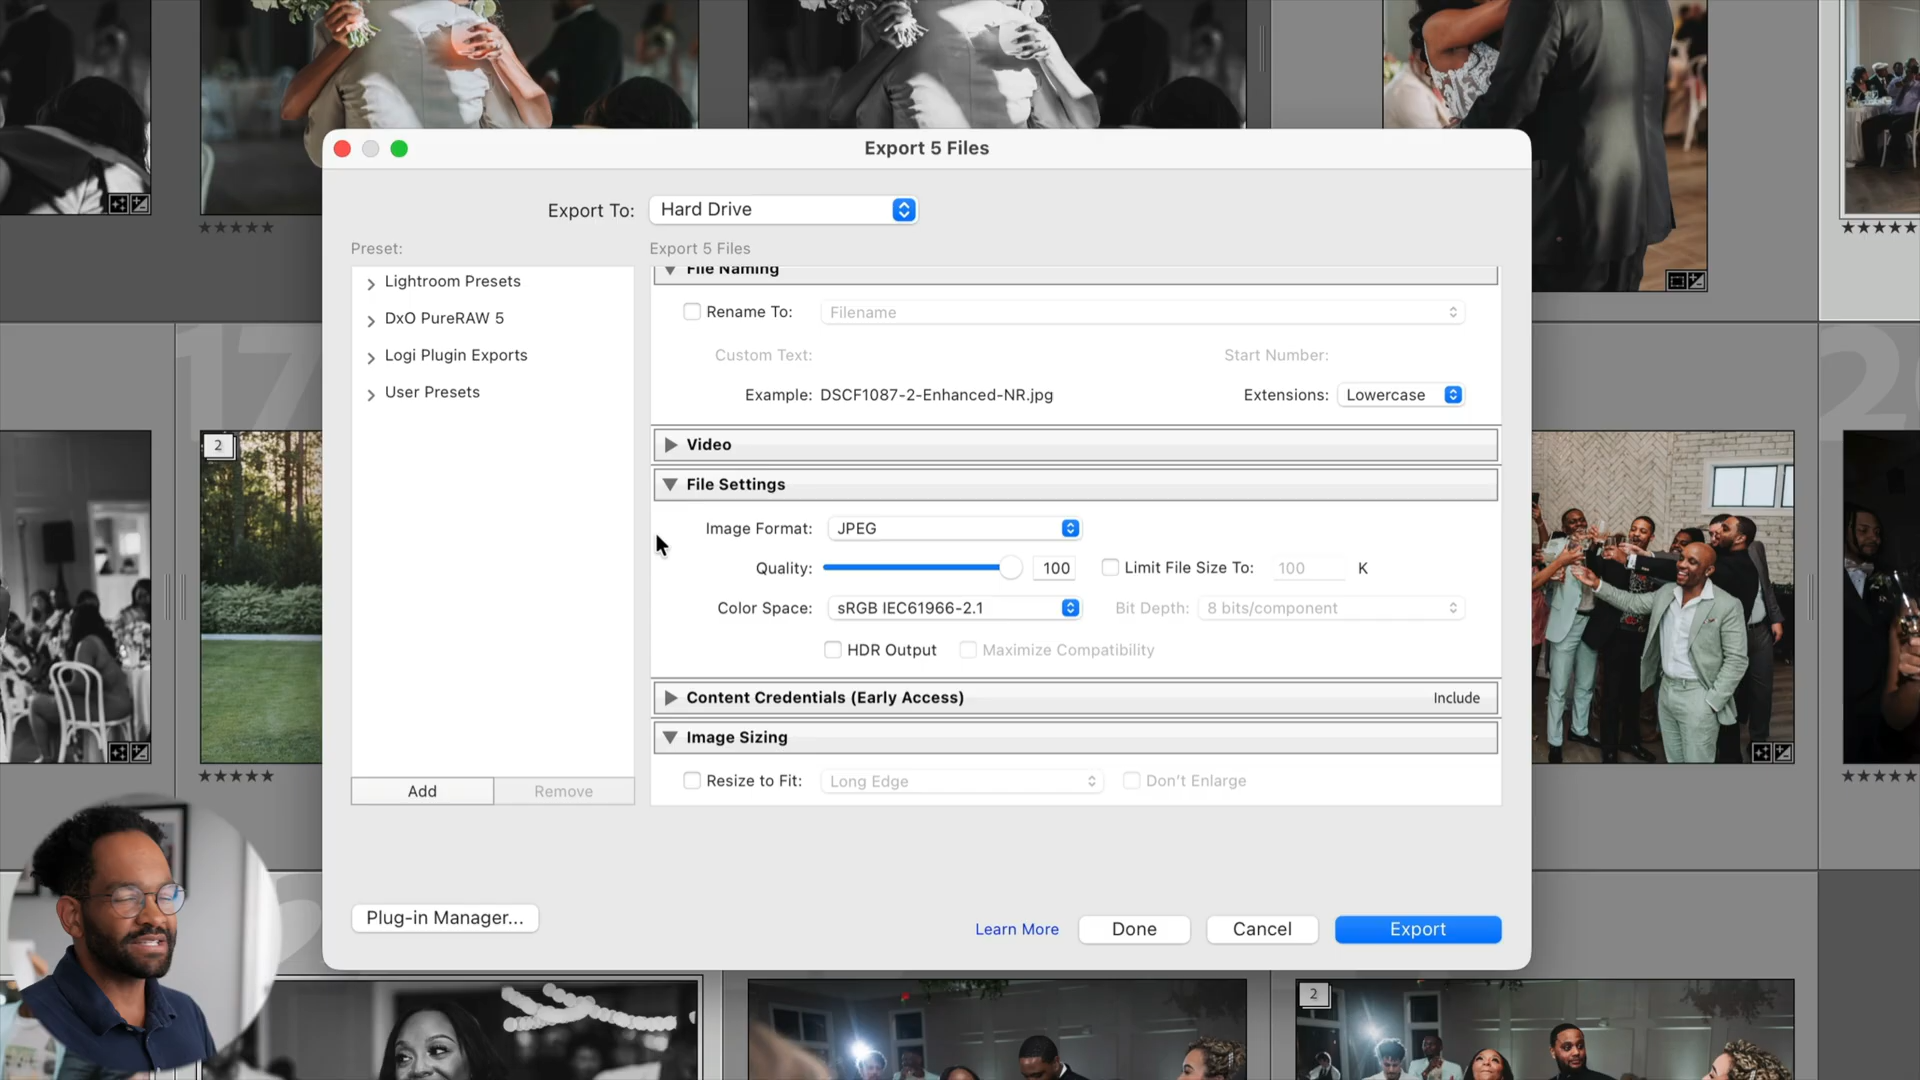 Export 5 Files
Export To: Hard Drive
Preset:
Export 5 Files
Lightroom Presets
DxO PureRAW 5
Logi Plugin Exports
User Presets
Add
Remove
File Naming
Rename To: Filename
Custom Text: Start Number:
Example: DSCF1087-2-Enhanced-NR.jpg Extensions: Lowercase
Video
File Settings
Image Format: JPEG
Quality: 100 Limit File Size To: 100 K
Color Space: sRGB IEC61966-2.1 Bit Depth: 8 bits/component
HDR Output Maximize Compatibility
Content Credentials (Early Access) Include
Image Sizing
Resize to Fit: Long Edge Don't Enlarge
Plug-in Manager...
Learn More Done Cancel Export
17
2
2